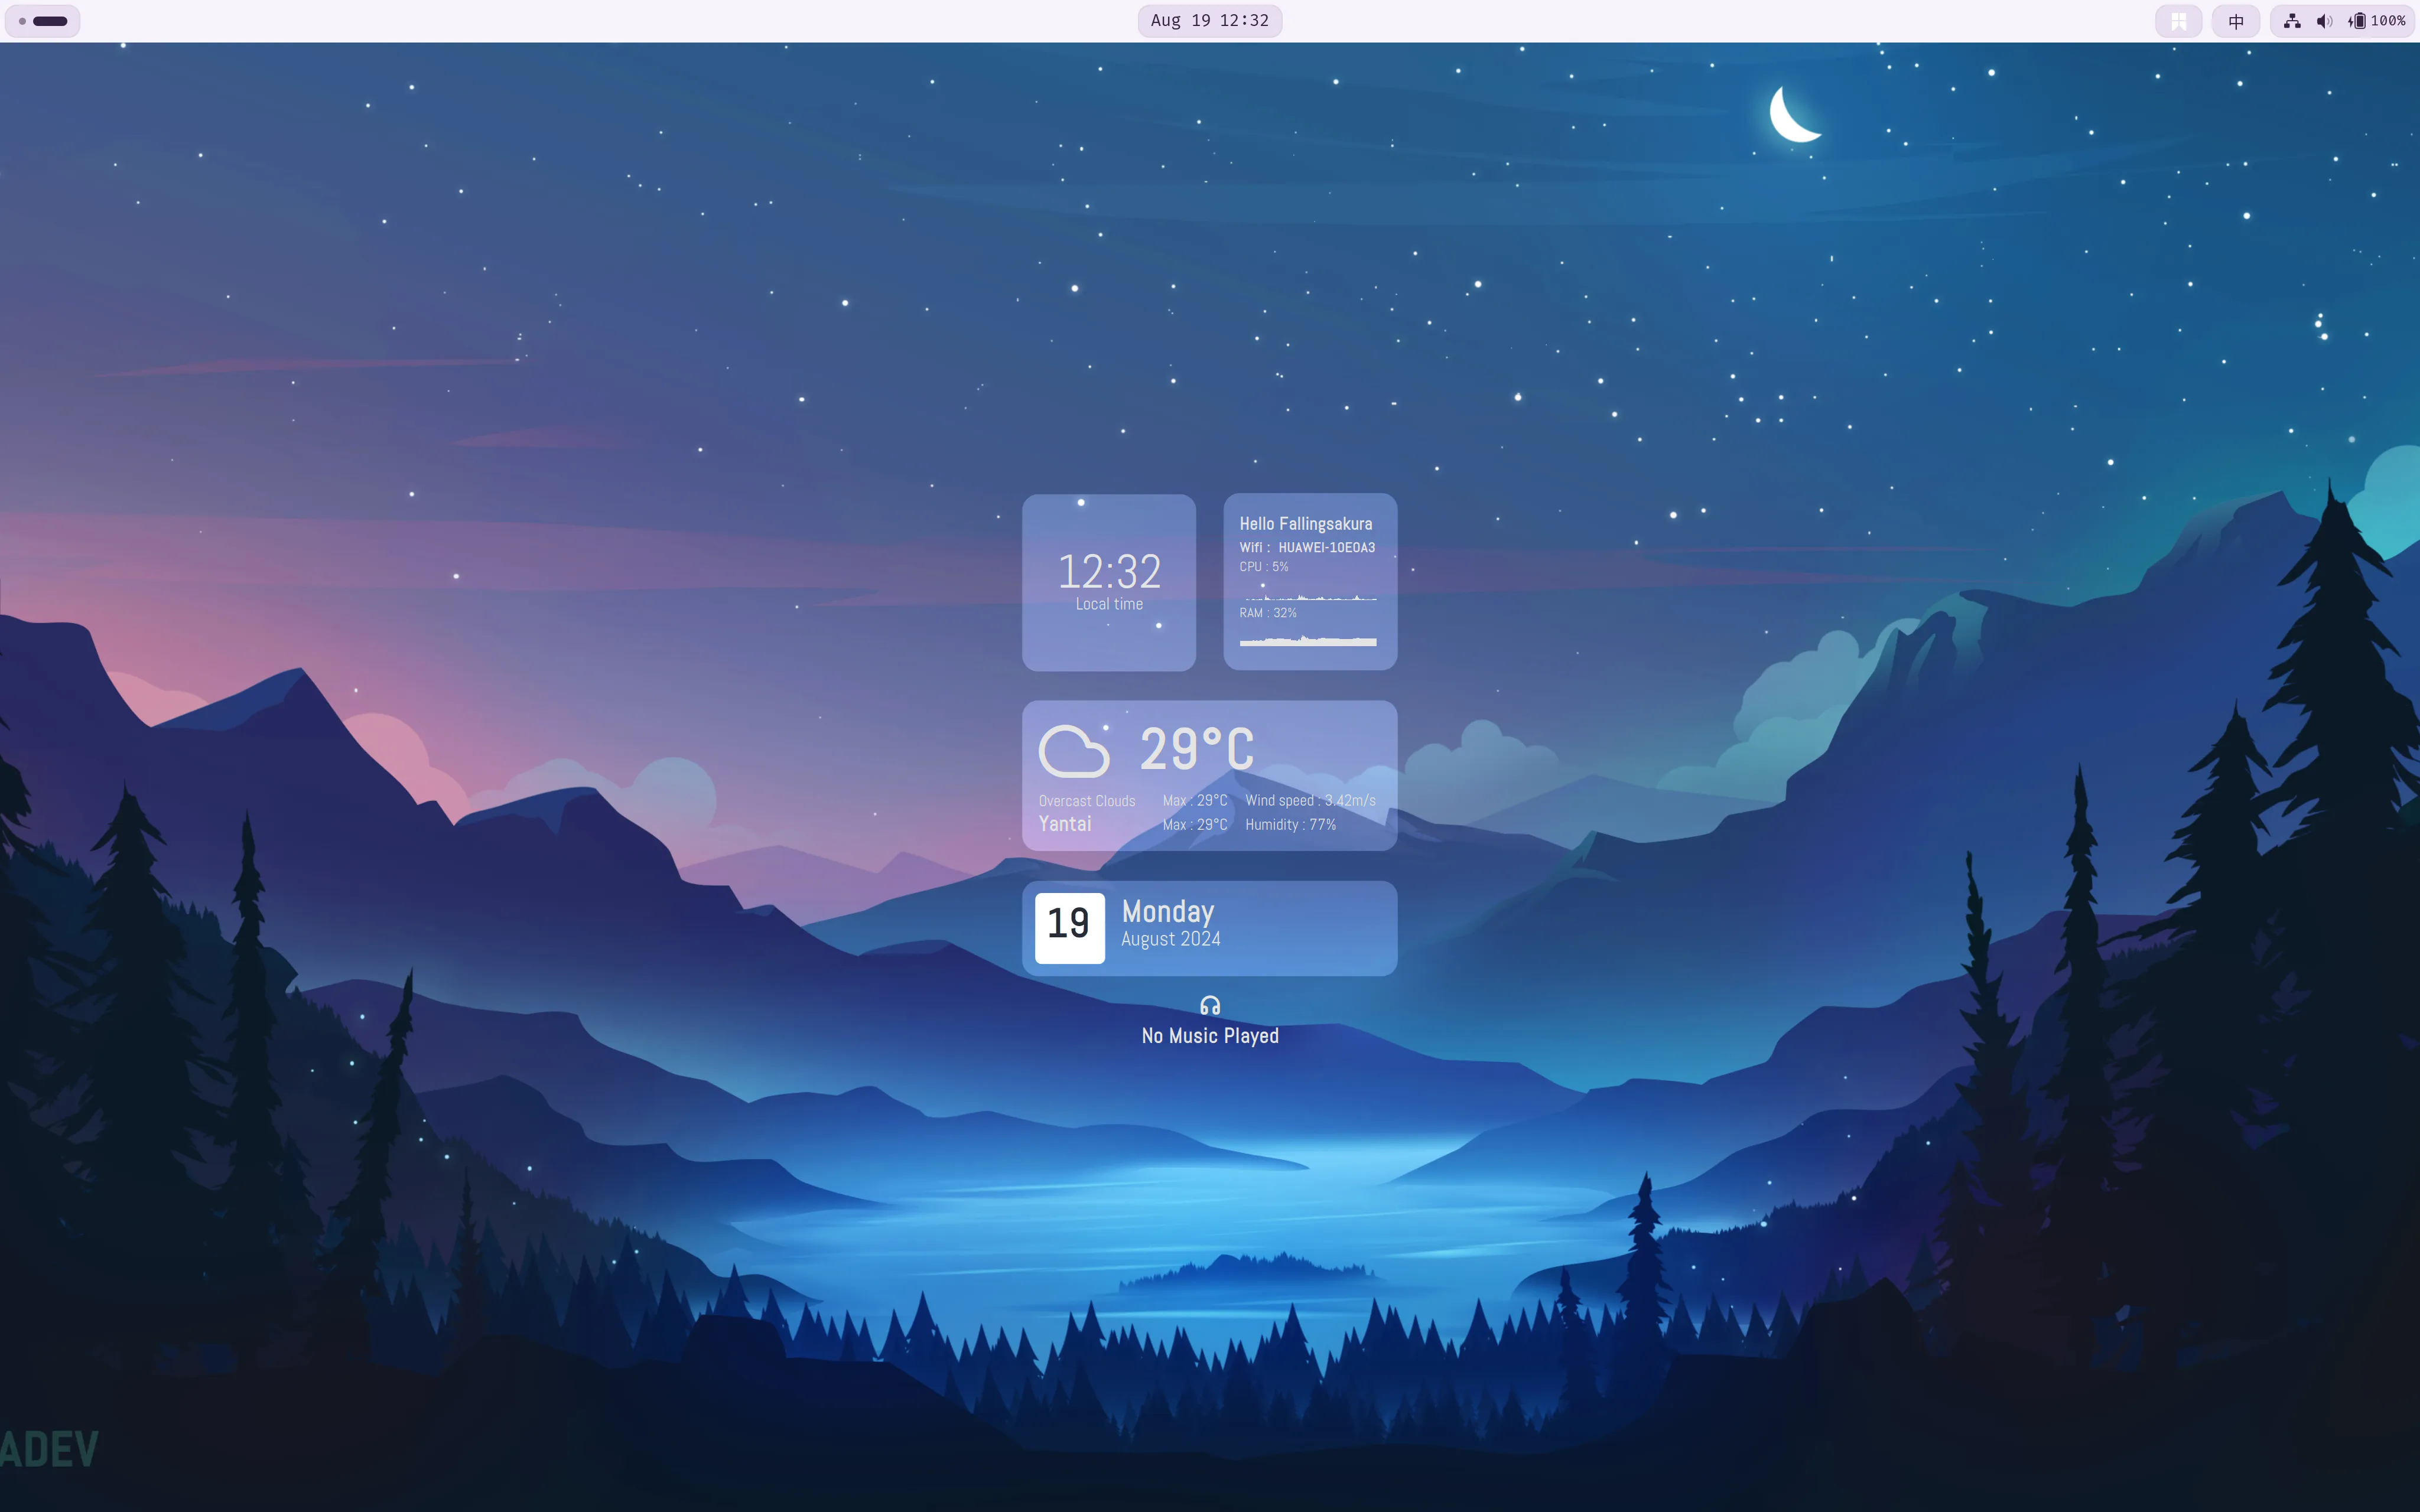 Aug 19 12:32
中
100%
12:32
Local time
Hello Fallingsakura
Wifi : HUAWEI-10EOA3
CPU : 5%
RAM : 32%
29°C
Overcast Clouds
Max : 29°C
Wind speed : 3.42m/s
Yantai
Max : 29°C
Humidity : 77%
19
Monday
August 2024
No Music Played
ADEV